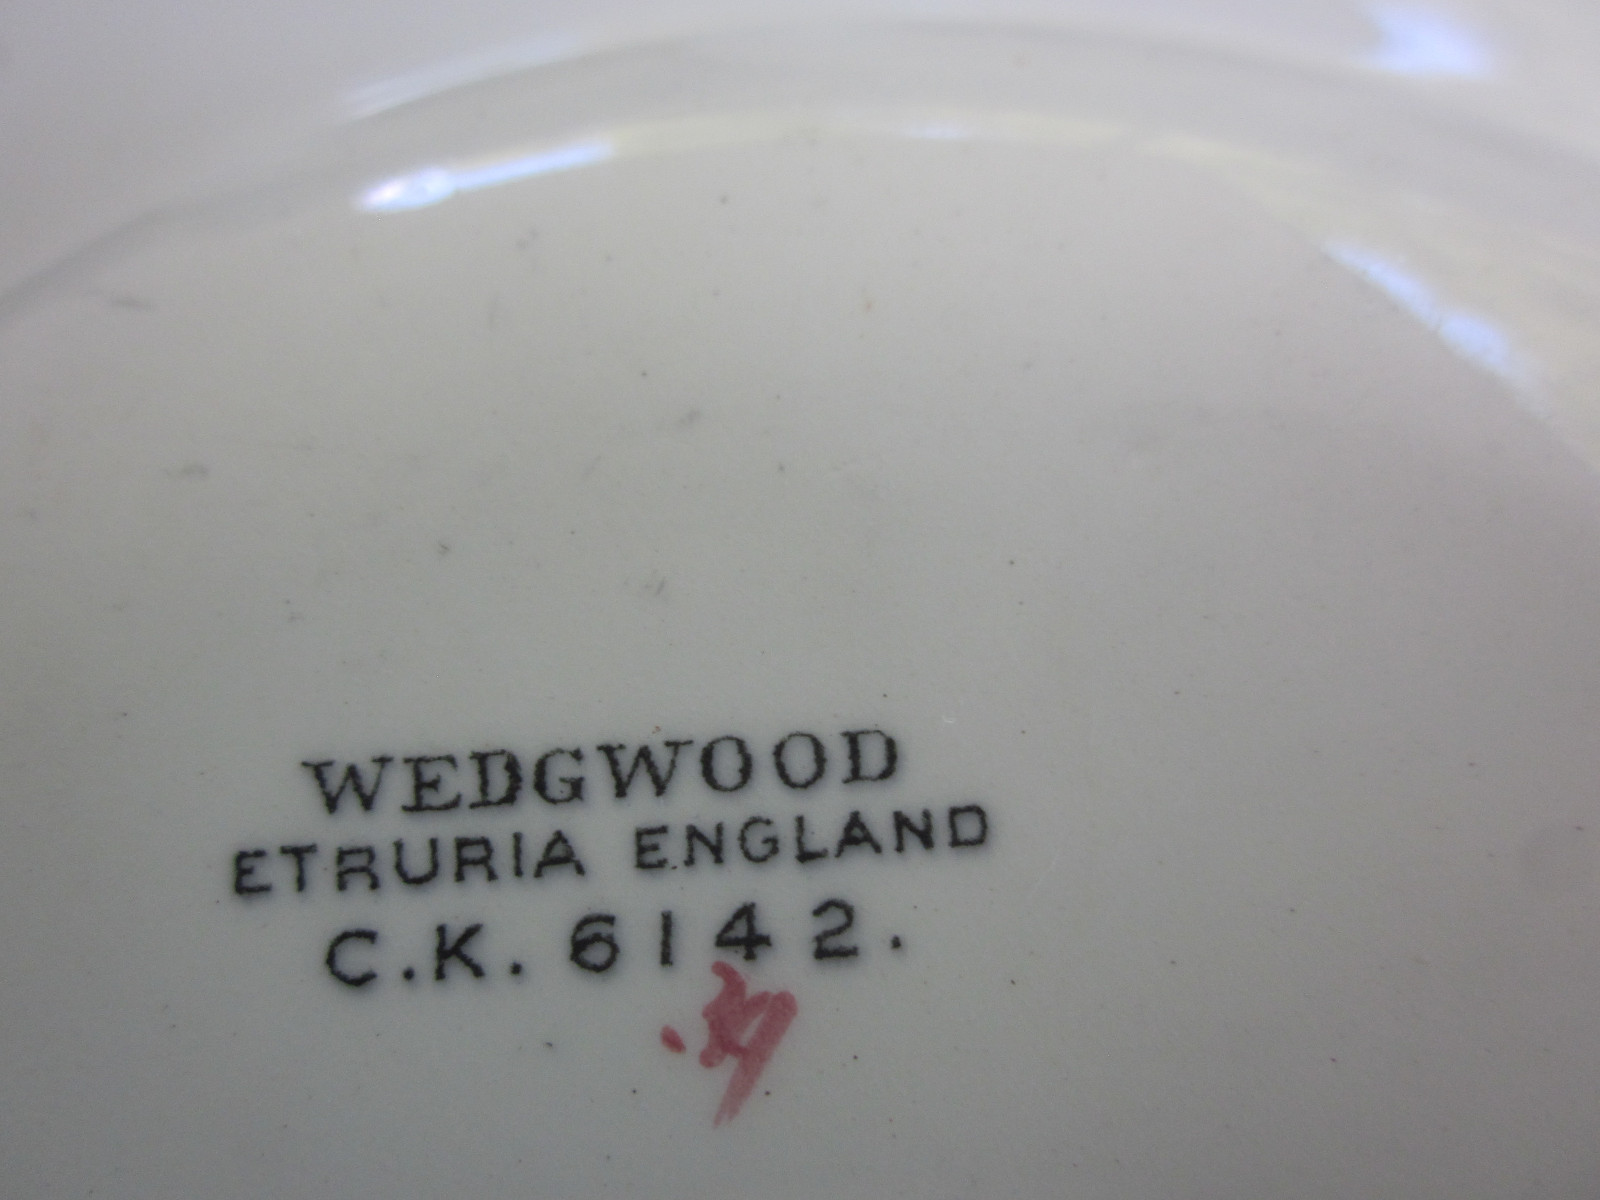 WEDGWOOD
ETRURIA ENGLAND
C.K. 6142.